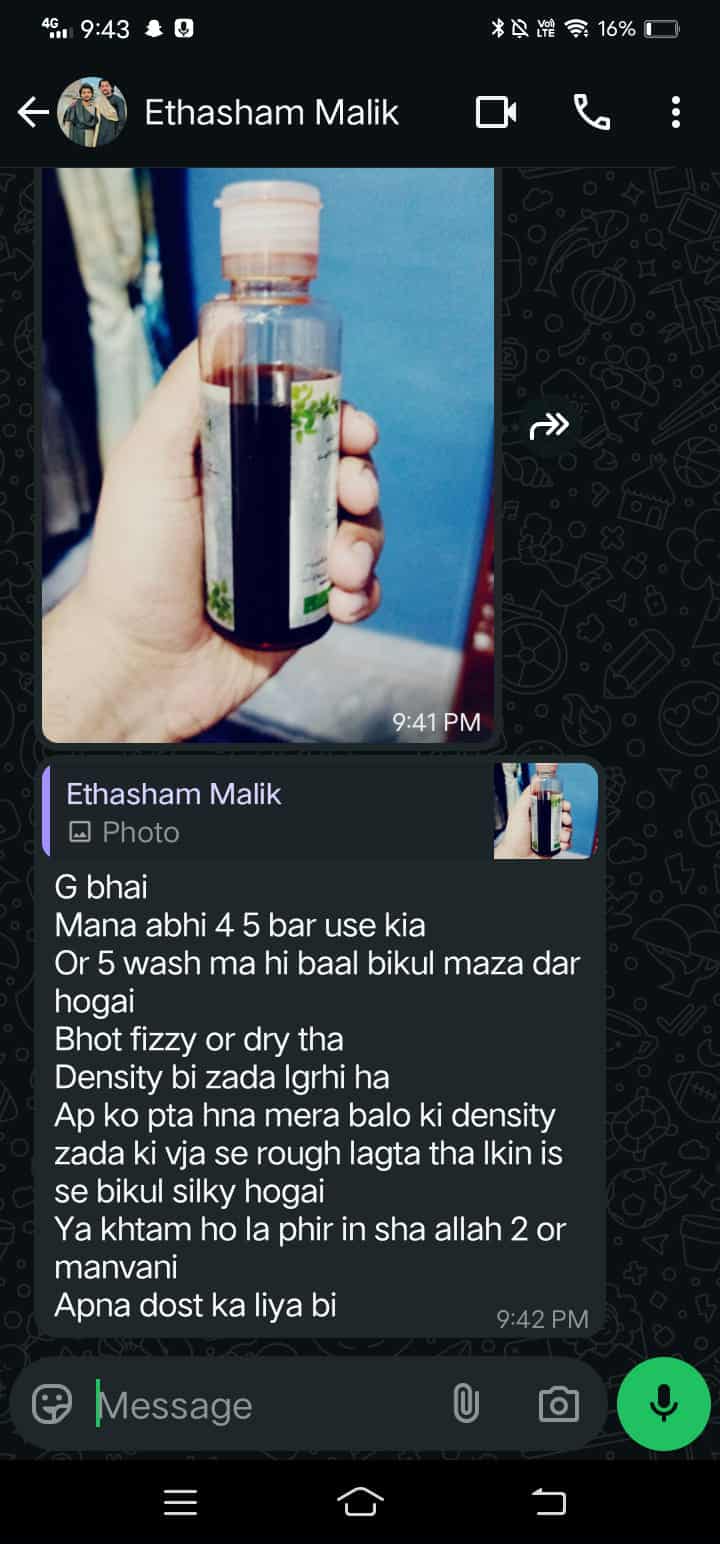 4G 9:43 Vol) LTE 16%
Ethasham Malik
9:41 PM
Ethasham Malik
Photo
G bhai
Mana abhi 4 5 bar use kia
Or 5 wash ma hi baal bikul maza dar
hogai
Bhot fizzy or dry tha
Density bi zada lgrhi ha
Ap ko pta hna mera balo ki density
zada ki vja se rough lagta tha lkin is
se bikul silky hogai
Ya khtam ho la phir in sha allah 2 or
manvani
Apna dost ka liya bi
9:42 PM
Message